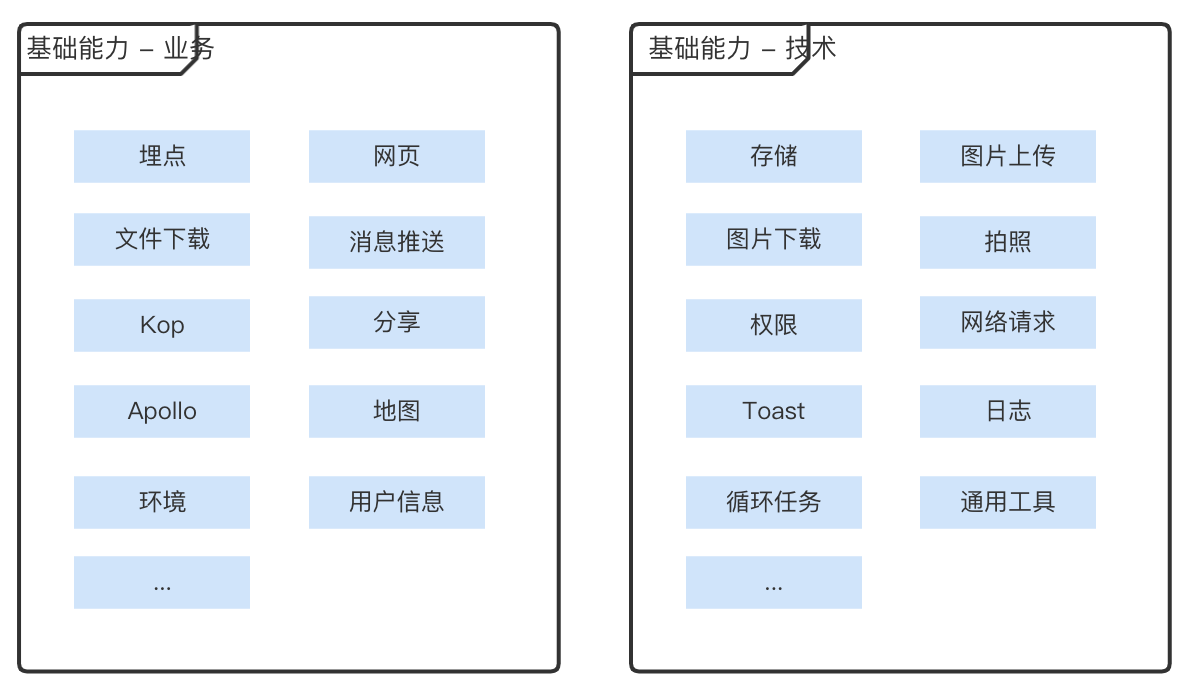 基础能力 – 业务
埋点
网页
文件下载
消息推送
Kop
分享
Apollo
地图
环境
用户信息
...
基础能力 – 技术
存储
图片上传
图片下载
拍照
权限
网络请求
Toast
日志
循环任务
通用工具
...